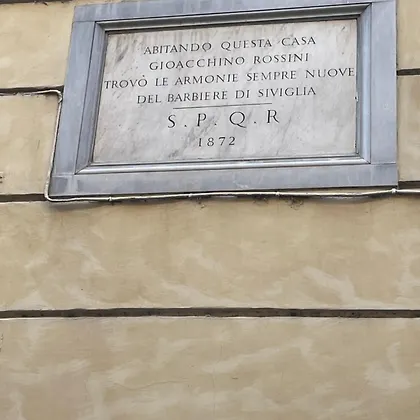 ABITANDO QUESTA CASA
GIOACCHINO ROSSINI
TROVÒ LE ARMONIE SEMPRE NUOVE
DEL BARBIERE DI SIVIGLIA
S. P. Q. R
1872